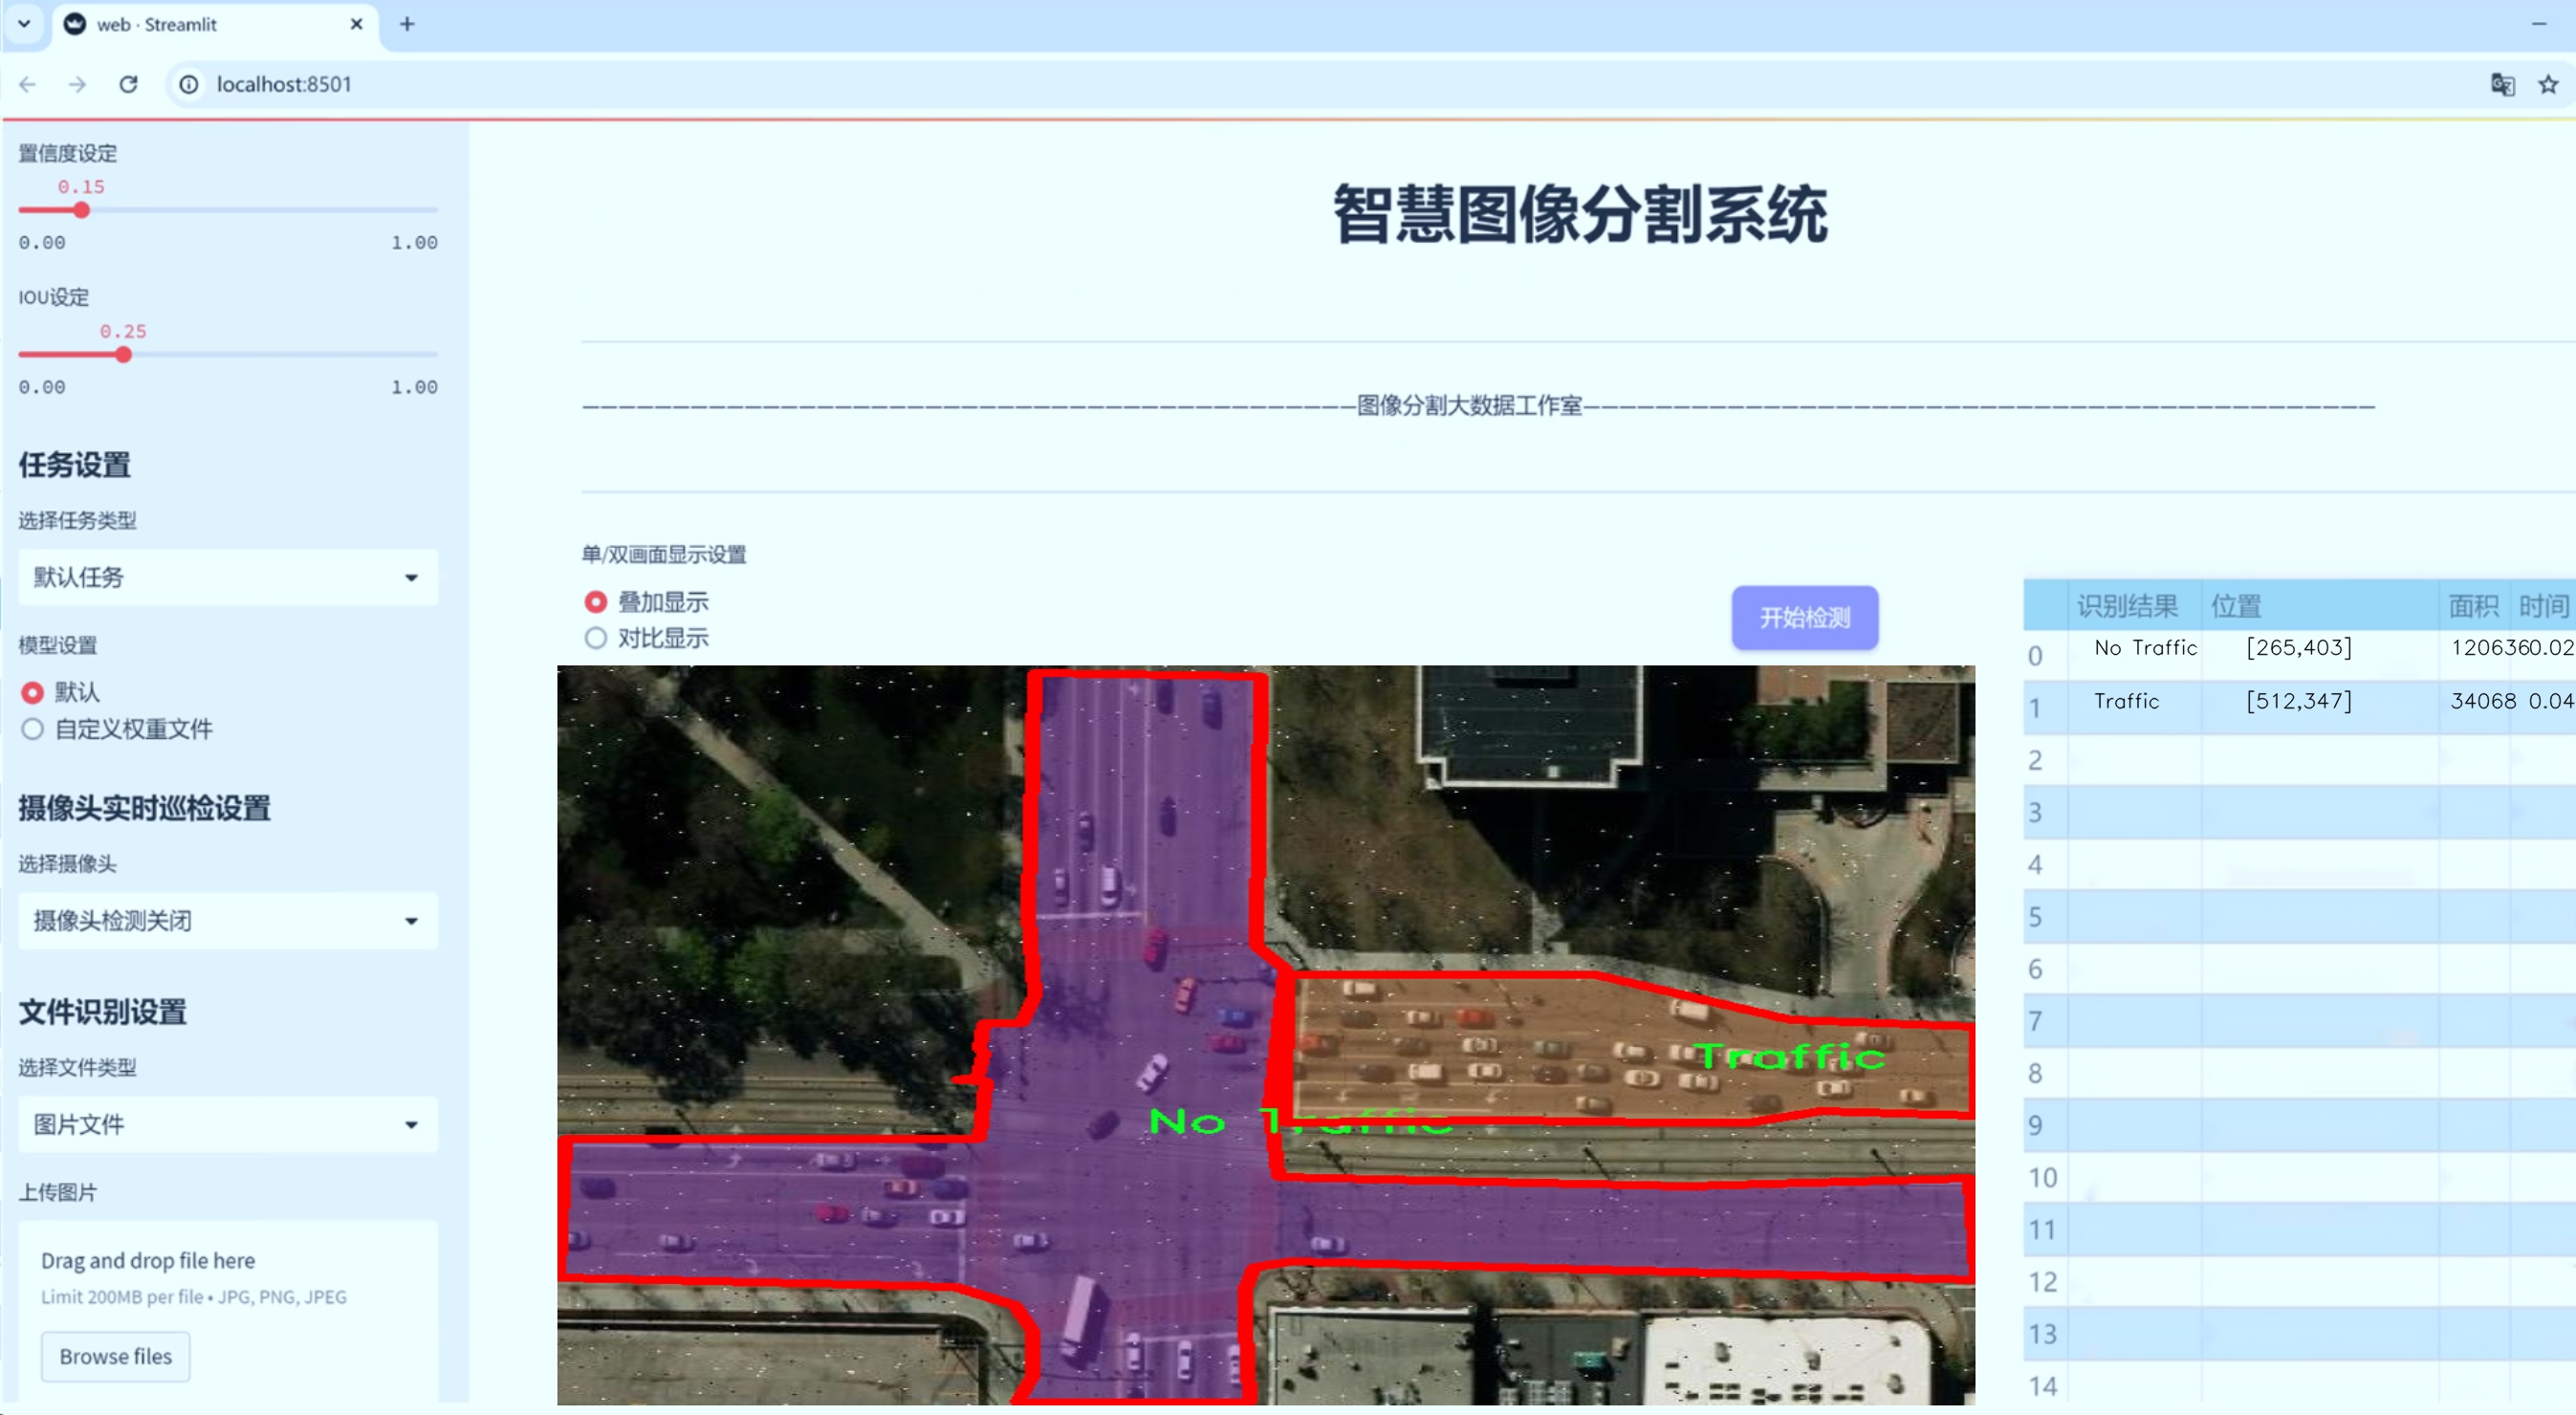 web · Streamlit
localhost:8501
置信度设定
0.15
0.00 1.00
IOU设定
0.25
0.00 1.00
任务设置
选择任务类型
默认任务
模型设置
默认
自定义权重文件
摄像头实时巡检设置
选择摄像头
摄像头检测关闭
文件识别设置
选择文件类型
图片文件
上传图片
Drag and drop file here
Limit 200MB per file • JPG, PNG, JPEG
Browse files
智慧图像分割系统
图像分割大数据工作室
单/双画面显示设置
叠加显示
对比显示
开始检测
Traffic
No Traffic
识别结果 位置 面积 时间
0 No Traffic [265,403] 1206360.02
1 Traffic [512,347] 34068 0.04
2
3
4
5
6
7
8
9
10
11
12
13
14